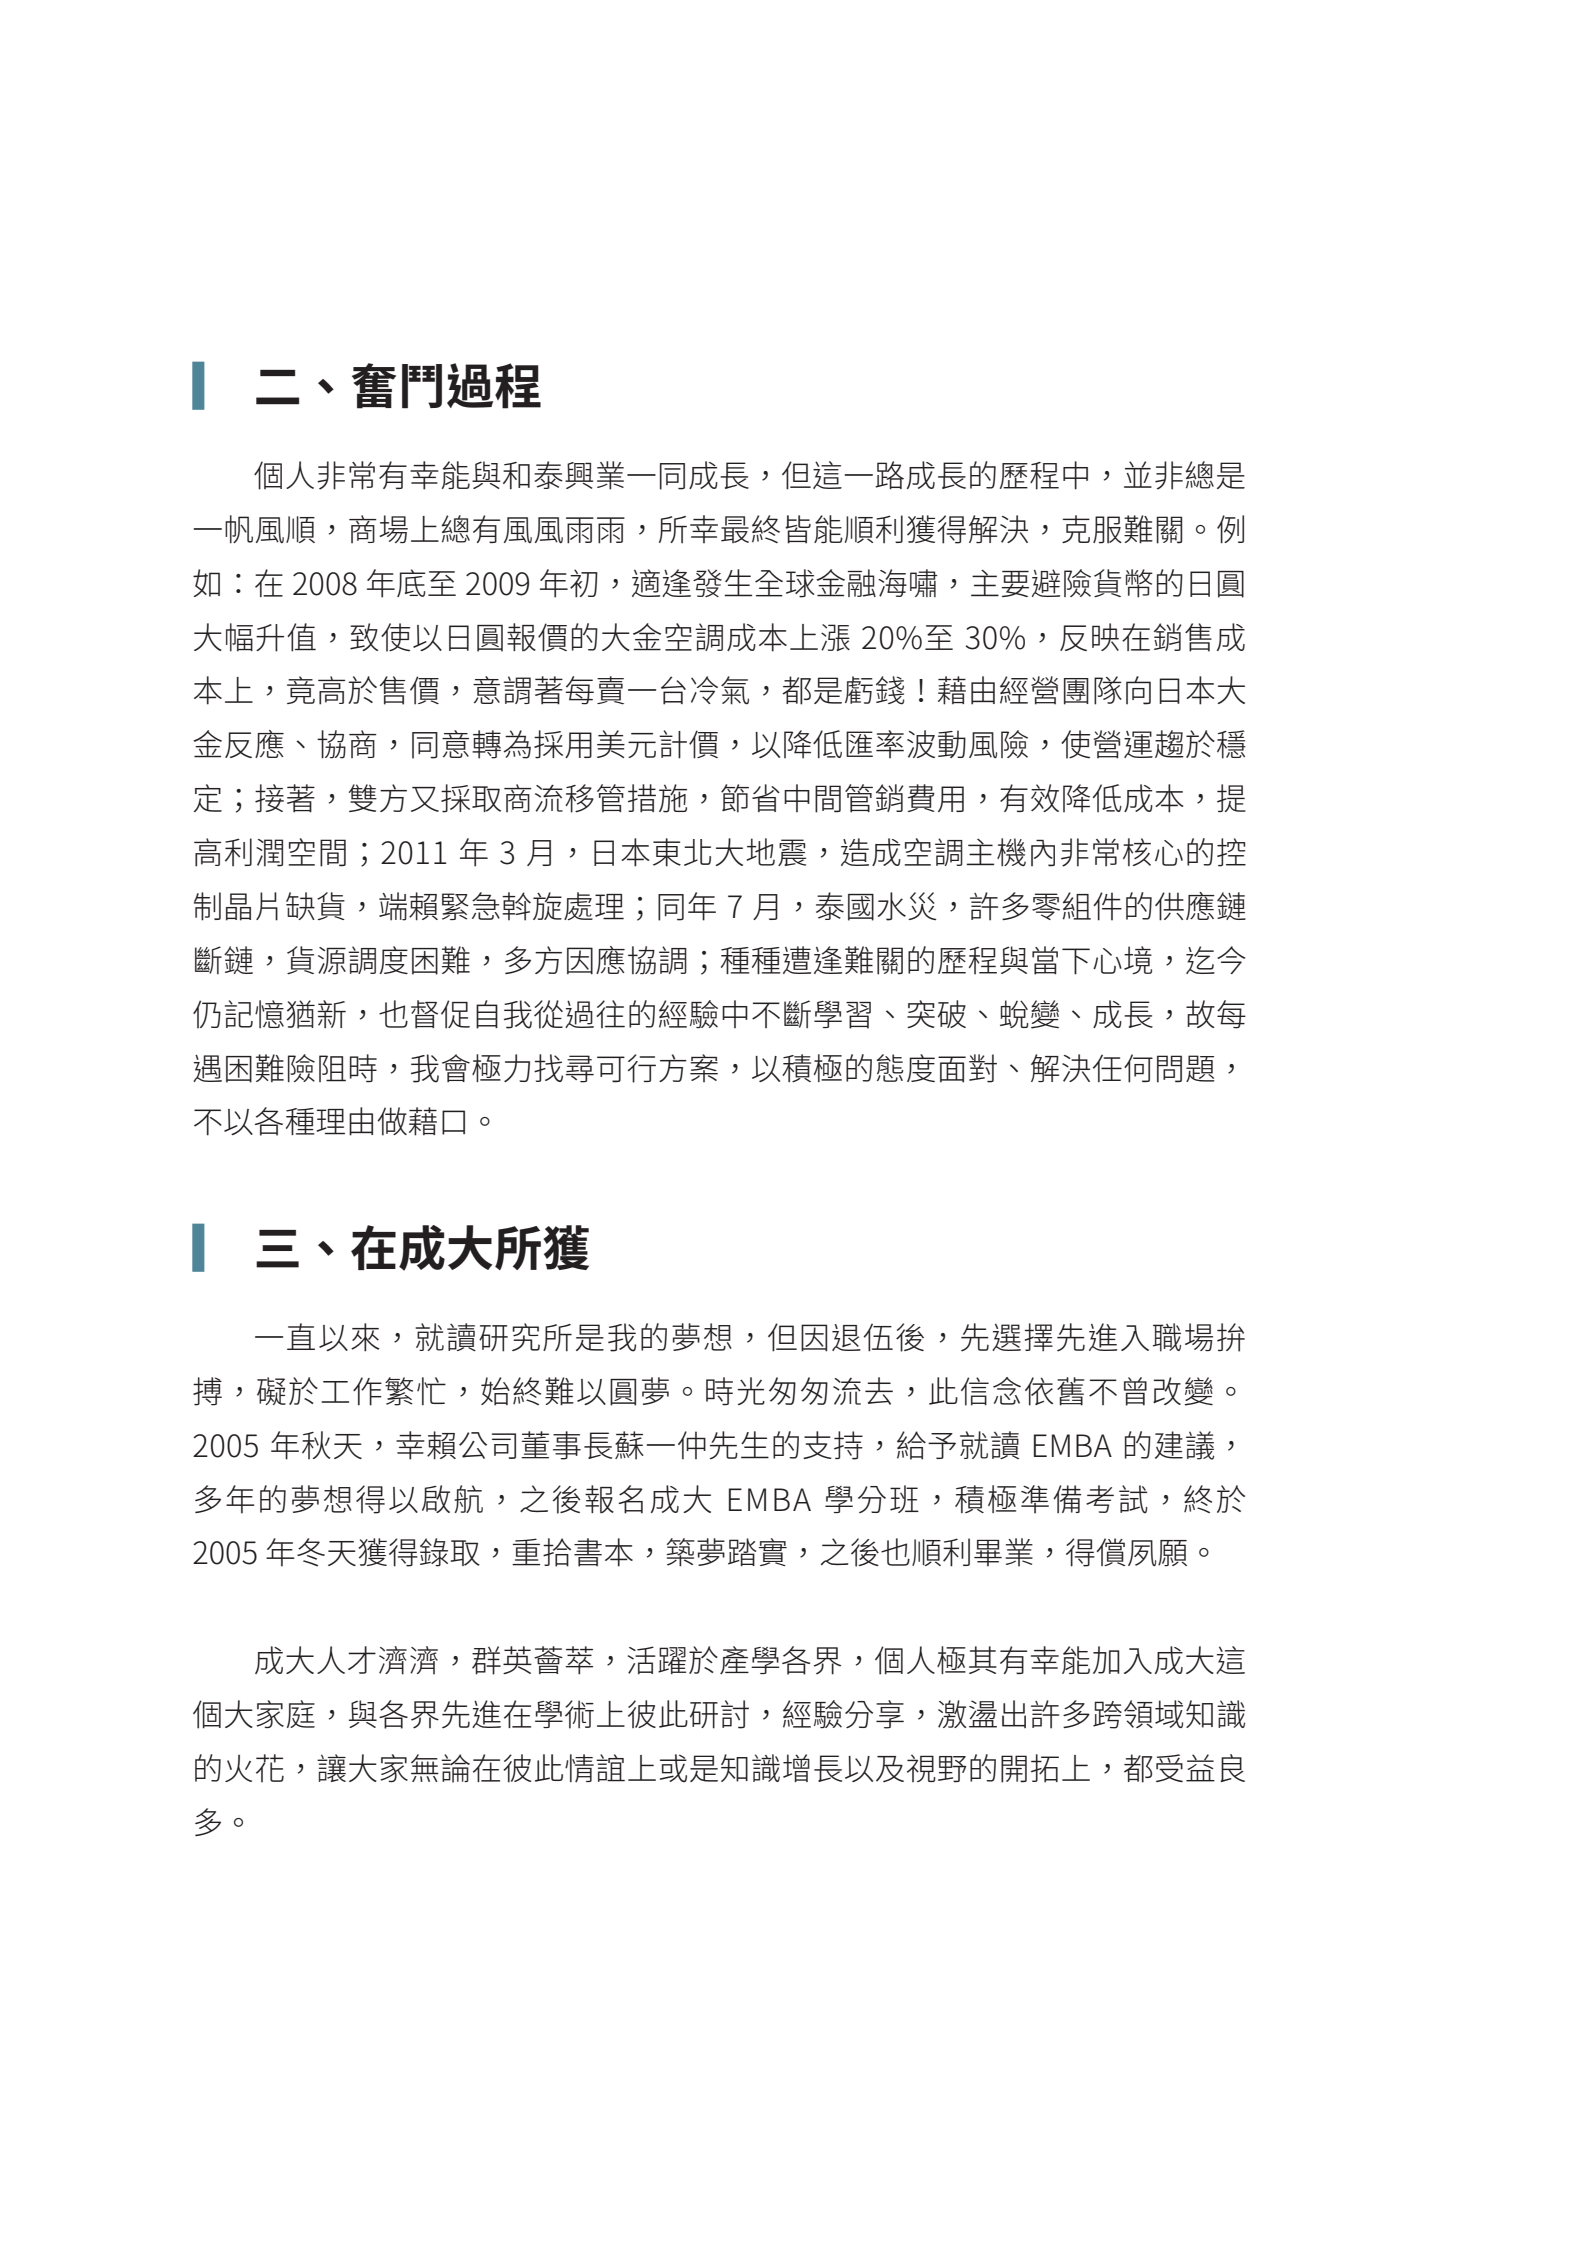 二、奮鬥過程
個人非常有幸能與和泰興業一同成長，但這一路成長的歷程中，並非總是
一帆風順，商場上總有風風雨雨，所幸最終皆能順利獲得解決，克服難關。例
如：在 2008 年底至 2009 年初，適逢發生全球金融海嘯，主要避險貨幣的日圓
大幅升值，致使以日圓報價的大金空調成本上漲 20%至 30%，反映在銷售成
本上，竟高於售價，意謂著每賣一台冷氣，都是虧錢！藉由經營團隊向日本大
金反應、協商，同意轉為採用美元計價，以降低匯率波動風險，使營運趨於穩
定；接著，雙方又採取商流移管措施，節省中間管銷費用，有效降低成本，提
高利潤空間；2011 年 3 月，日本東北大地震，造成空調主機內非常核心的控
制晶片缺貨，端賴緊急斡旋處理；同年 7 月，泰國水災，許多零組件的供應鏈
斷鏈，貨源調度困難，多方因應協調；種種遭逢難關的歷程與當下心境，迄今
仍記憶猶新，也督促自我從過往的經驗中不斷學習、突破、蛻變、成長，故每
遇困難險阻時，我會極力找尋可行方案，以積極的態度面對、解決任何問題，
不以各種理由做藉口。
三、在成大所獲
一直以來，就讀研究所是我的夢想，但因退伍後，先選擇先進入職場拚
搏，礙於工作繁忙，始終難以圓夢。時光匆匆流去，此信念依舊不曾改變。
2005 年秋天，幸賴公司董事長蘇一仲先生的支持，給予就讀 EMBA 的建議，
多年的夢想得以啟航，之後報名成大 EMBA 學分班，積極準備考試，終於
2005 年冬天獲得錄取，重拾書本，築夢踏實，之後也順利畢業，得償夙願。
成大人才濟濟，群英薈萃，活躍於產學各界，個人極其有幸能加入成大這
個大家庭，與各界先進在學術上彼此研討，經驗分享，激盪出許多跨領域知識
的火花，讓大家無論在彼此情誼上或是知識增長以及視野的開拓上，都受益良
多。